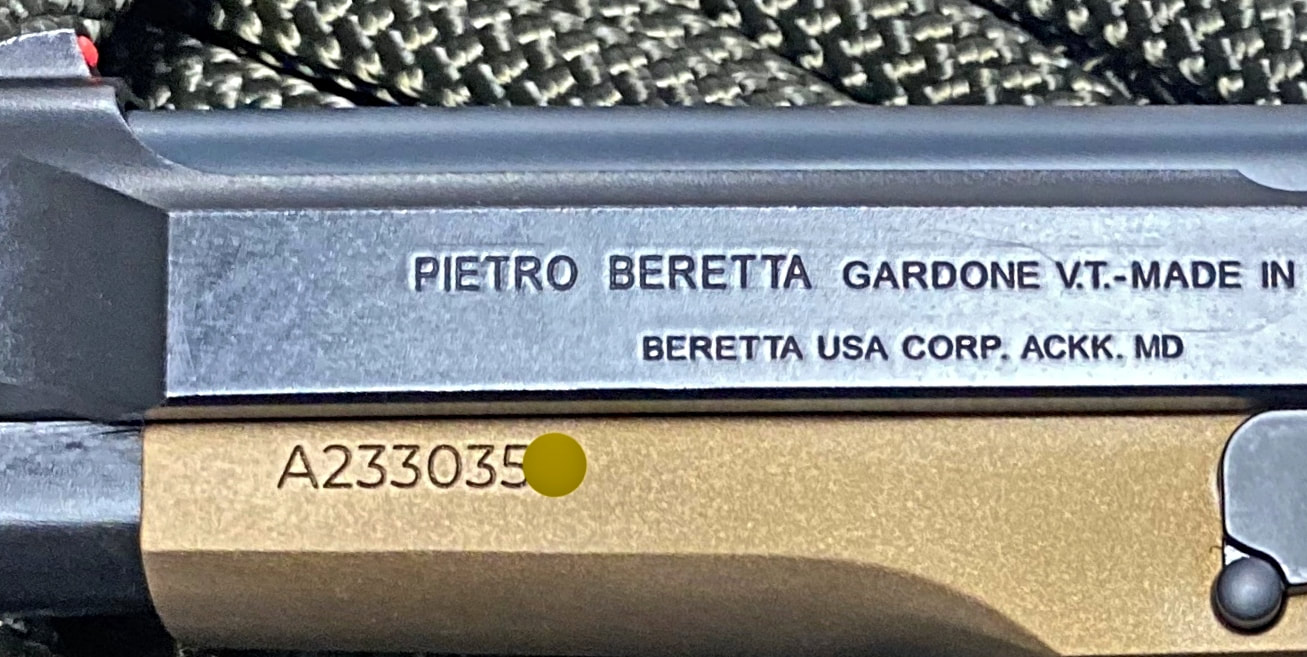 PIETRO BERETTA GARDONE V.T.-MADE IN
BERETTA USA CORP. ACKK. MD
A233035